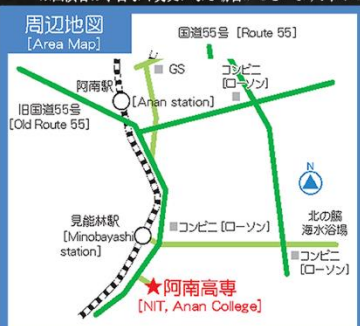 周辺地図
[Area Map]
国道55号 [Route 55]
GS
コンビニ
[ローソン]
阿南駅
[Anan station]
旧国道55号
[Old Route 55]
N
見能林駅
[Minobayashi
station]
コンビニ [ローソン]
北の脇
海水浴場
コンビニ
[ローソン]
★阿南高専
[NIT, Anan College]